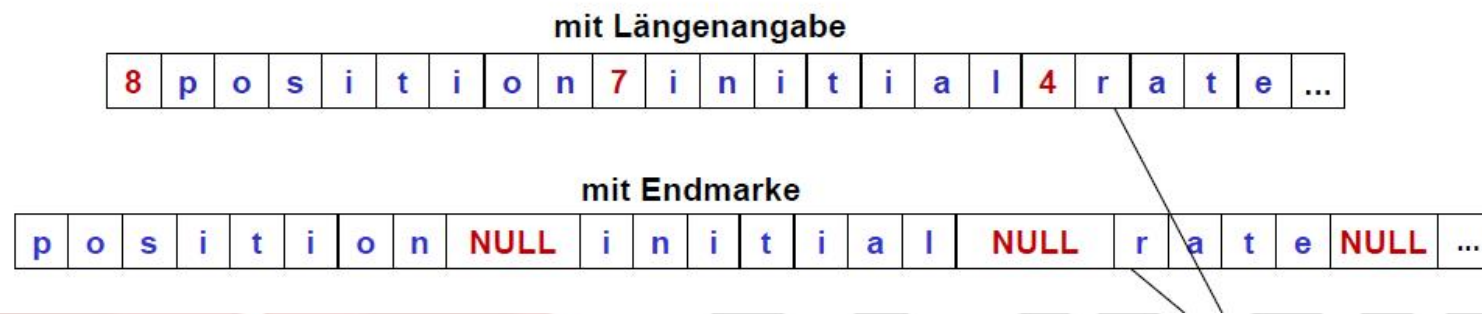 mit Längenangabe
8 p o s i t i o n 7 i n i t i a l 4 r a t e ...
mit Endmarke
p o s i t i o n NULL i n i t i a l NULL r a t e NULL ...